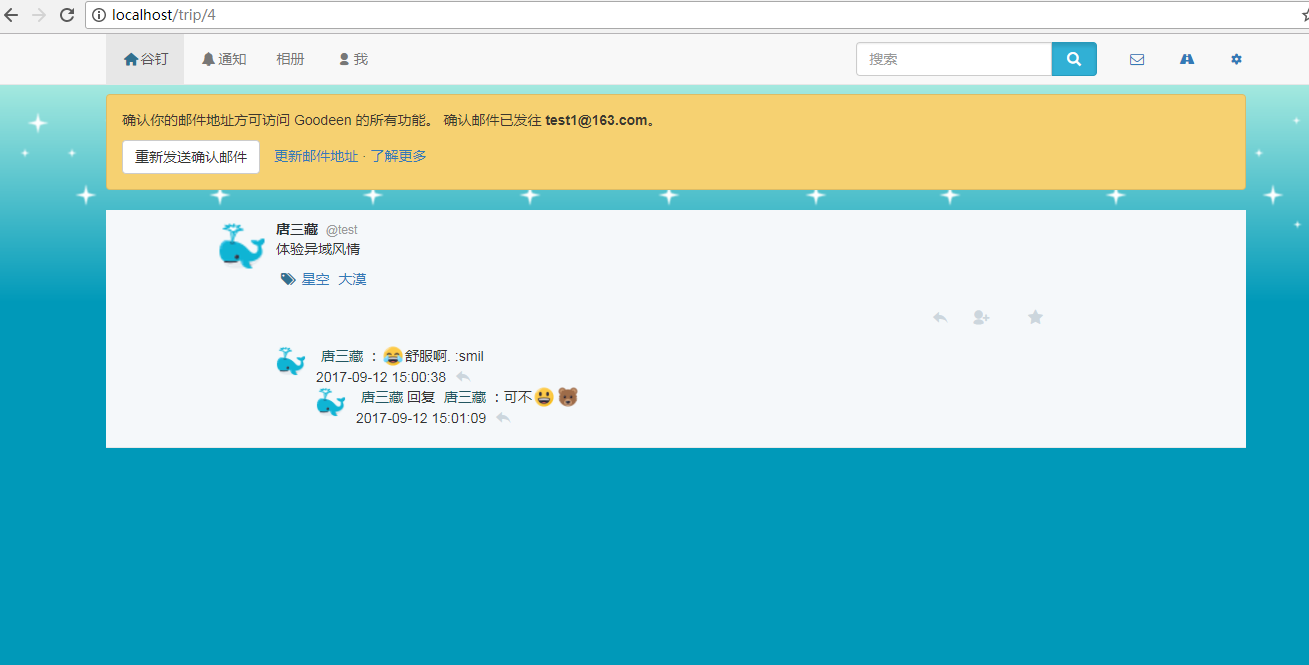 localhost/trip/4
谷钉 通知 相册 我 搜索
确认你的邮件地址方可访问 Goodeen 的所有功能。 确认邮件已发往 test1@163.com。
重新发送确认邮件 更新邮件地址 · 了解更多
唐三藏 @test
体验异域风情
星空 大漠
唐三藏 ：😂舒服啊. :smil
2017-09-12 15:00:38
唐三藏 回复 唐三藏 ：可不😃🐻
2017-09-12 15:01:09